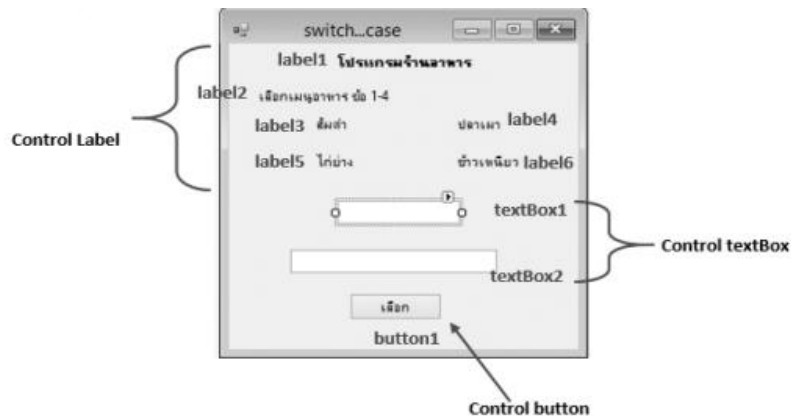 switch...case
label1 โปรแกรมร้านอาหาร
label2 เลือกเมนูอาหาร ข้อ 1-4
Control Label
label3 ส้มตำ ปลาเผา label4
label5 ไก่ย่าง ข้าวเหนียว label6
textBox1
Control textBox
textBox2
เลือก
button1
Control button